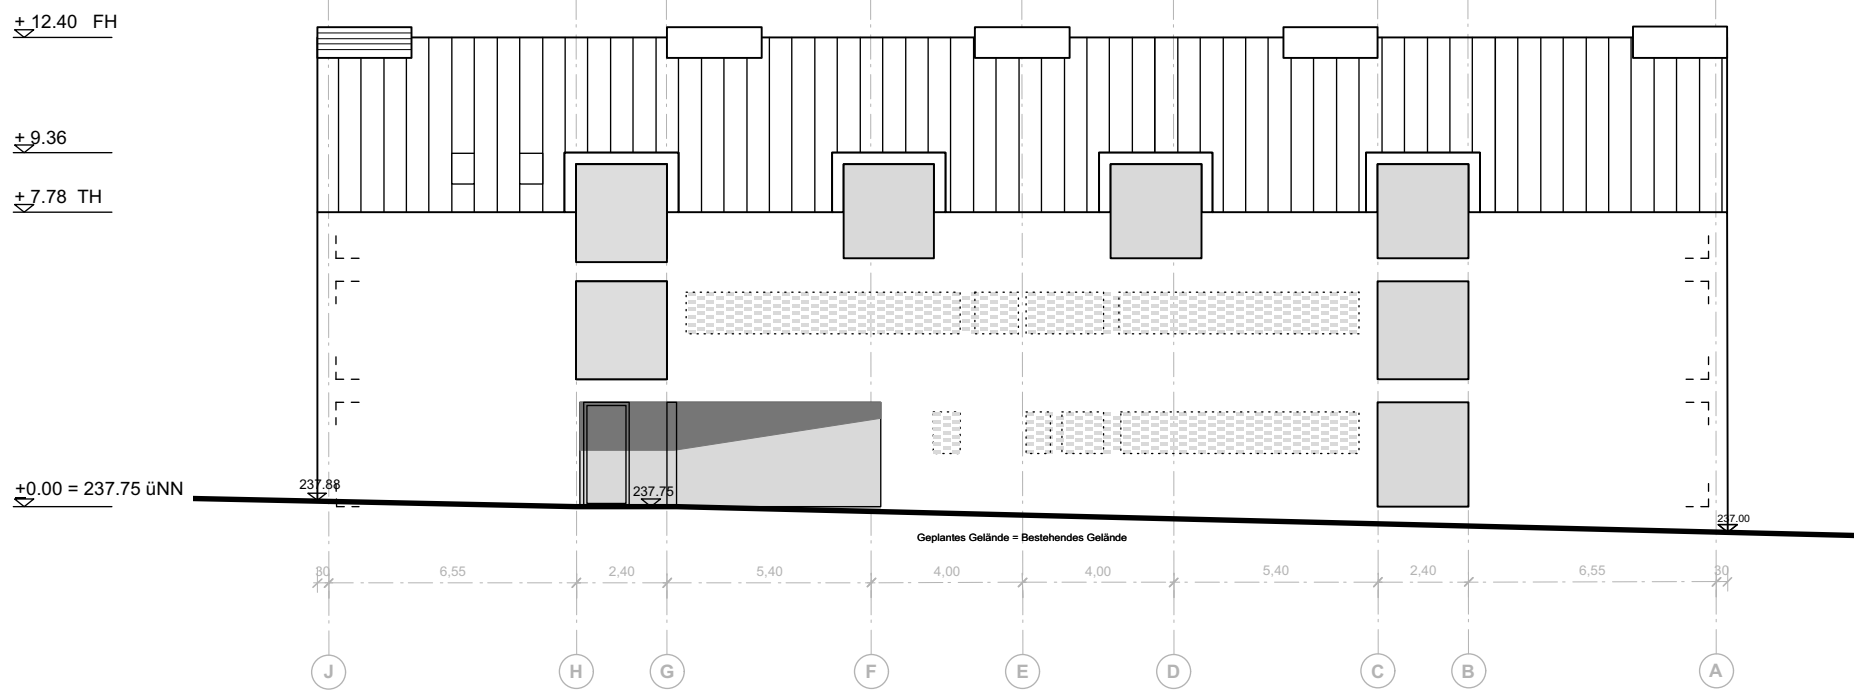 + 12.40 FH
+ 9.36
+ 7.78 TH
+0.00 = 237.75 üNN
237.88
237.75
237.00
Geplantes Gelände = Bestehendes Gelände
30 6,55 2,40 5,40 4,00 4,00 5,40 2,40 6,55 30
J H G F E D C B A